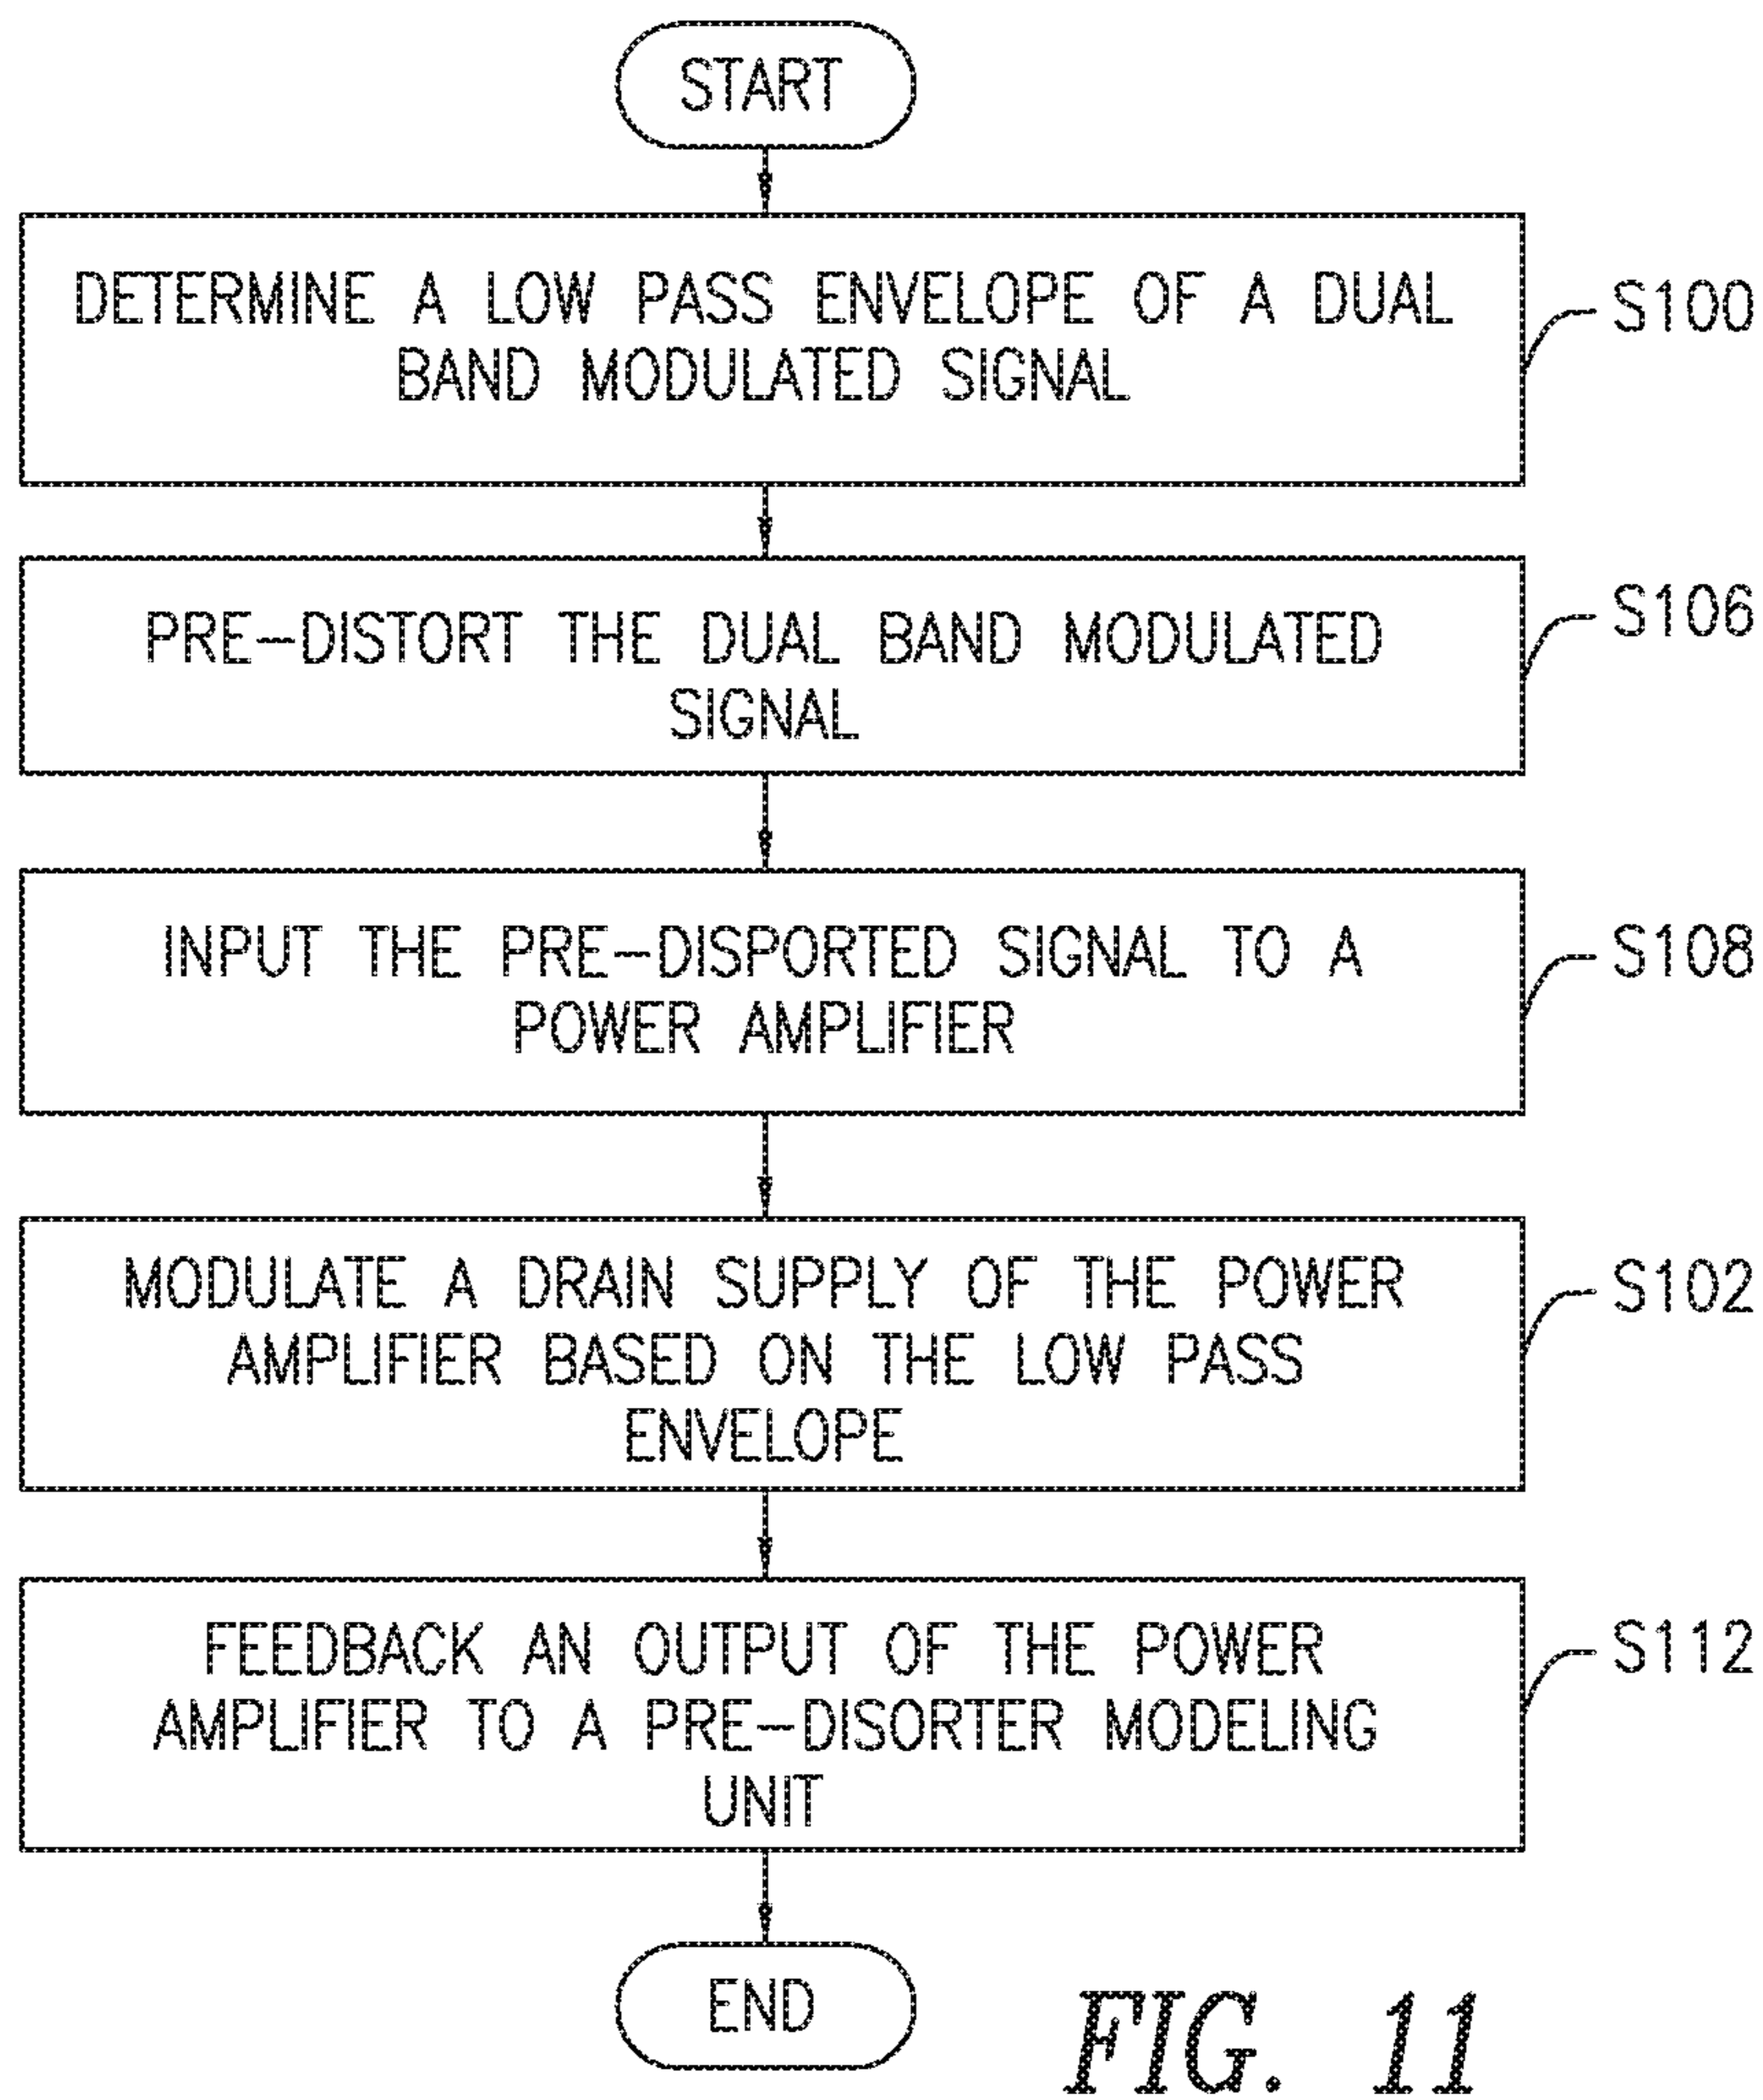 START
DETERMINE A LOW PASS ENVELOPE OF A DUAL
BAND MODULATED SIGNAL
S100
PRE-DISTORT THE DUAL BAND MODULATED
SIGNAL
S106
INPUT THE PRE-DISPORTED SIGNAL TO A
POWER AMPLIFIER
S108
MODULATE A DRAIN SUPPLY OF THE POWER
AMPLIFIER BASED ON THE LOW PASS
ENVELOPE
S102
FEEDBACK AN OUTPUT OF THE POWER
AMPLIFIER TO A PRE-DISORTER MODELING
UNIT
S112
END
FIG. 11